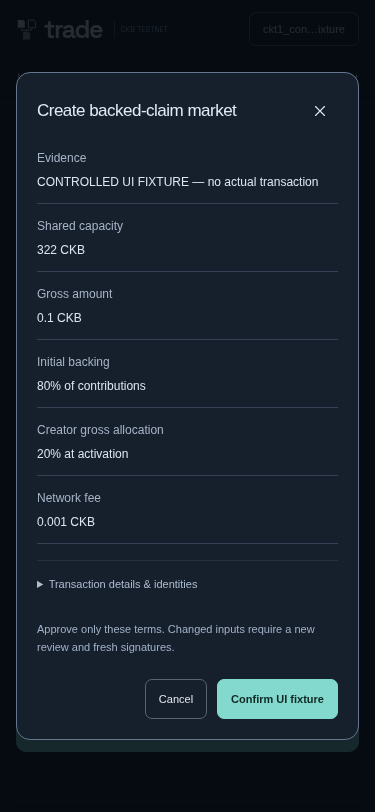 trade
CKB TESTNET
ckt1_con…ixture
Create backed-claim market
Evidence
CONTROLLED UI FIXTURE — no actual transaction
Shared capacity
322 CKB
Gross amount
0.1 CKB
Initial backing
80% of contributions
Creator gross allocation
20% at activation
Network fee
0.001 CKB
Transaction details & identities
Approve only these terms. Changed inputs require a new
review and fresh signatures.
Cancel
Confirm UI fixture